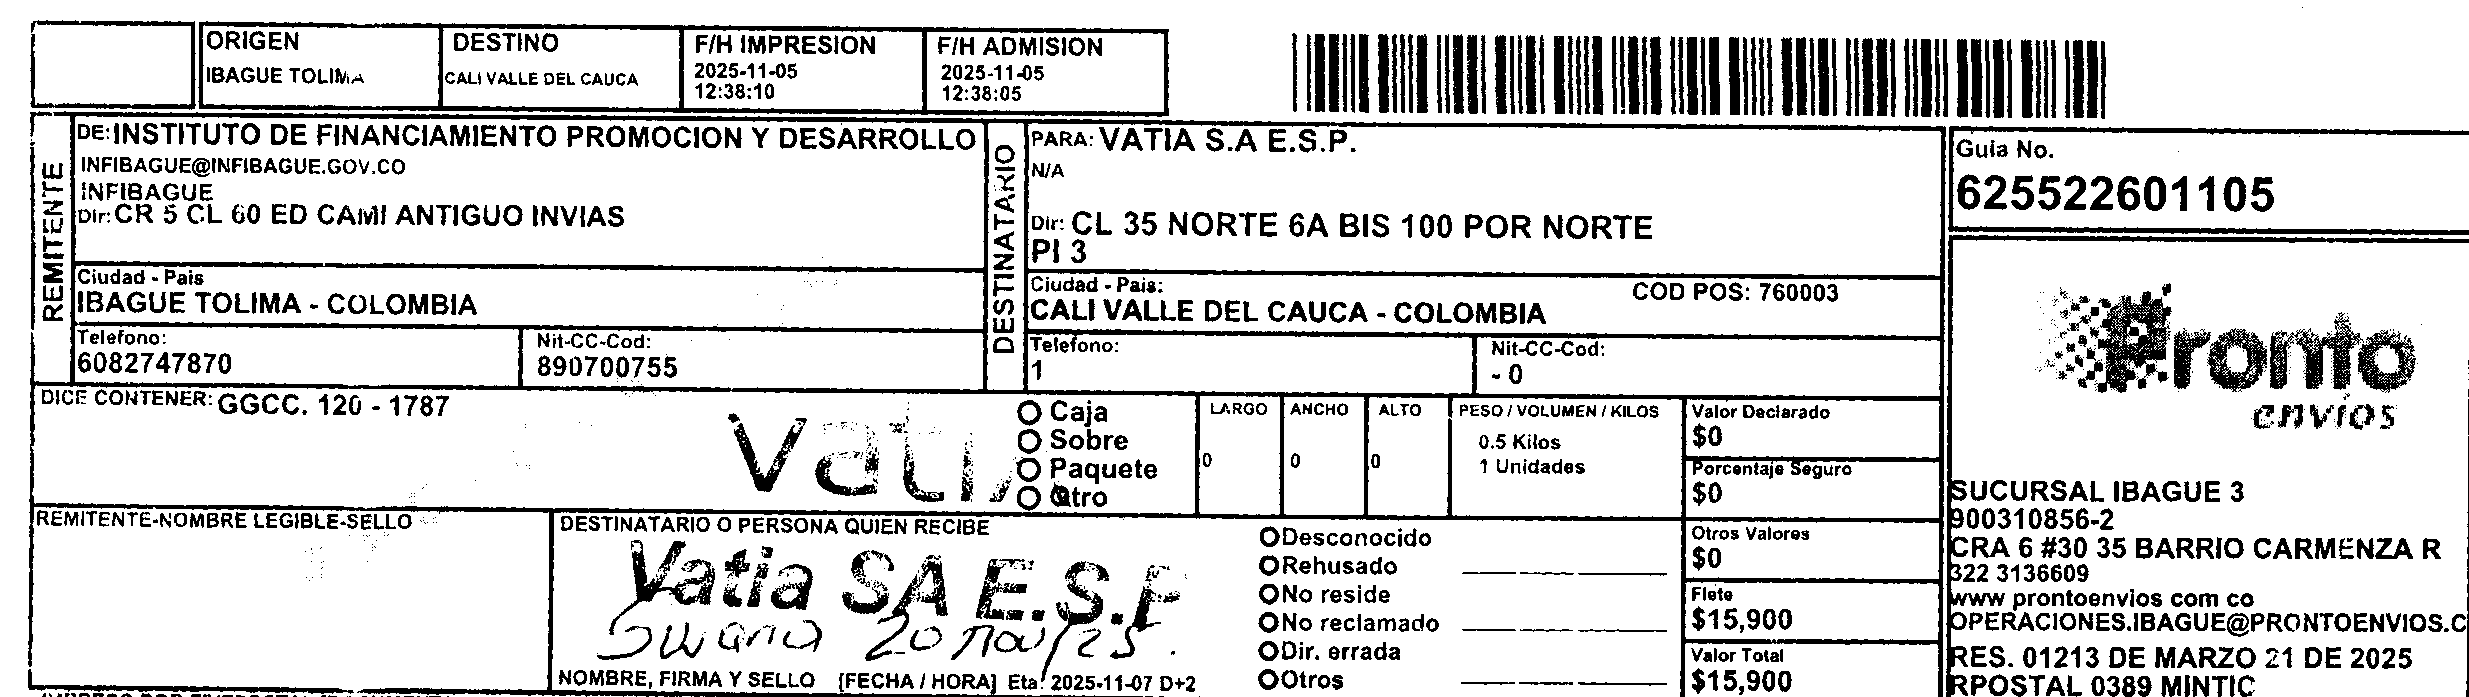 ORIGEN
IBAGUE TOLIMA
DESTINO
CALI VALLE DEL CAUCA
F/H IMPRESION
2025-11-05
12:38:10
F/H ADMISION
2025-11-05
12:38:05
REMITENTE
DE: INSTITUTO DE FINANCIAMIENTO PROMOCION Y DESARROLLO
INFIBAGUE@INFIBAGUE.GOV.CO
INFIBAGUE
Dir: CR 5 CL 60 ED CAMI ANTIGUO INVIAS
Ciudad - Pais
IBAGUE TOLIMA - COLOMBIA
Telefono:
6082747870
Nit-CC-Cod:
890700755
DESTINATARIO
PARA: VATIA S.A E.S.P.
N/A
Dir: CL 35 NORTE 6A BIS 100 POR NORTE
PI 3
Ciudad - Pais:
COD POS: 760003
CALI VALLE DEL CAUCA - COLOMBIA
Telefono:
1
Nit-CC-Cod:
- 0
Guia No.
625522601105
Pronto
envíos
DICE CONTENER: GGCC. 120 - 1787
Vatia
Caja
Sobre
Paquete
Otro
LARGO
0
ANCHO
0
ALTO
0
PESO / VOLUMEN / KILOS
0.5 Kilos
1 Unidades
Valor Declarado
$0
Porcentaje Seguro
$0
Otros Valores
$0
Flete
$15,900
Valor Total
$15,900
REMITENTE-NOMBRE LEGIBLE-SELLO
DESTINATARIO O PERSONA QUIEN RECIBE
Vatia SA E.S.P
20 nov/25.
NOMBRE, FIRMA Y SELLO [FECHA / HORA] Eta: 2025-11-07 D+2
Desconocido
Rehusado
No reside
No reclamado
Dir. errada
Otros
SUCURSAL IBAGUE 3
900310856-2
CRA 6 #30 35 BARRIO CARMENZA R
322 3136609
www prontoenvios com co
OPERACIONES.IBAGUE@PRONTOENVIOS.C
RES. 01213 DE MARZO 21 DE 2025
RPOSTAL 0389 MINTIC